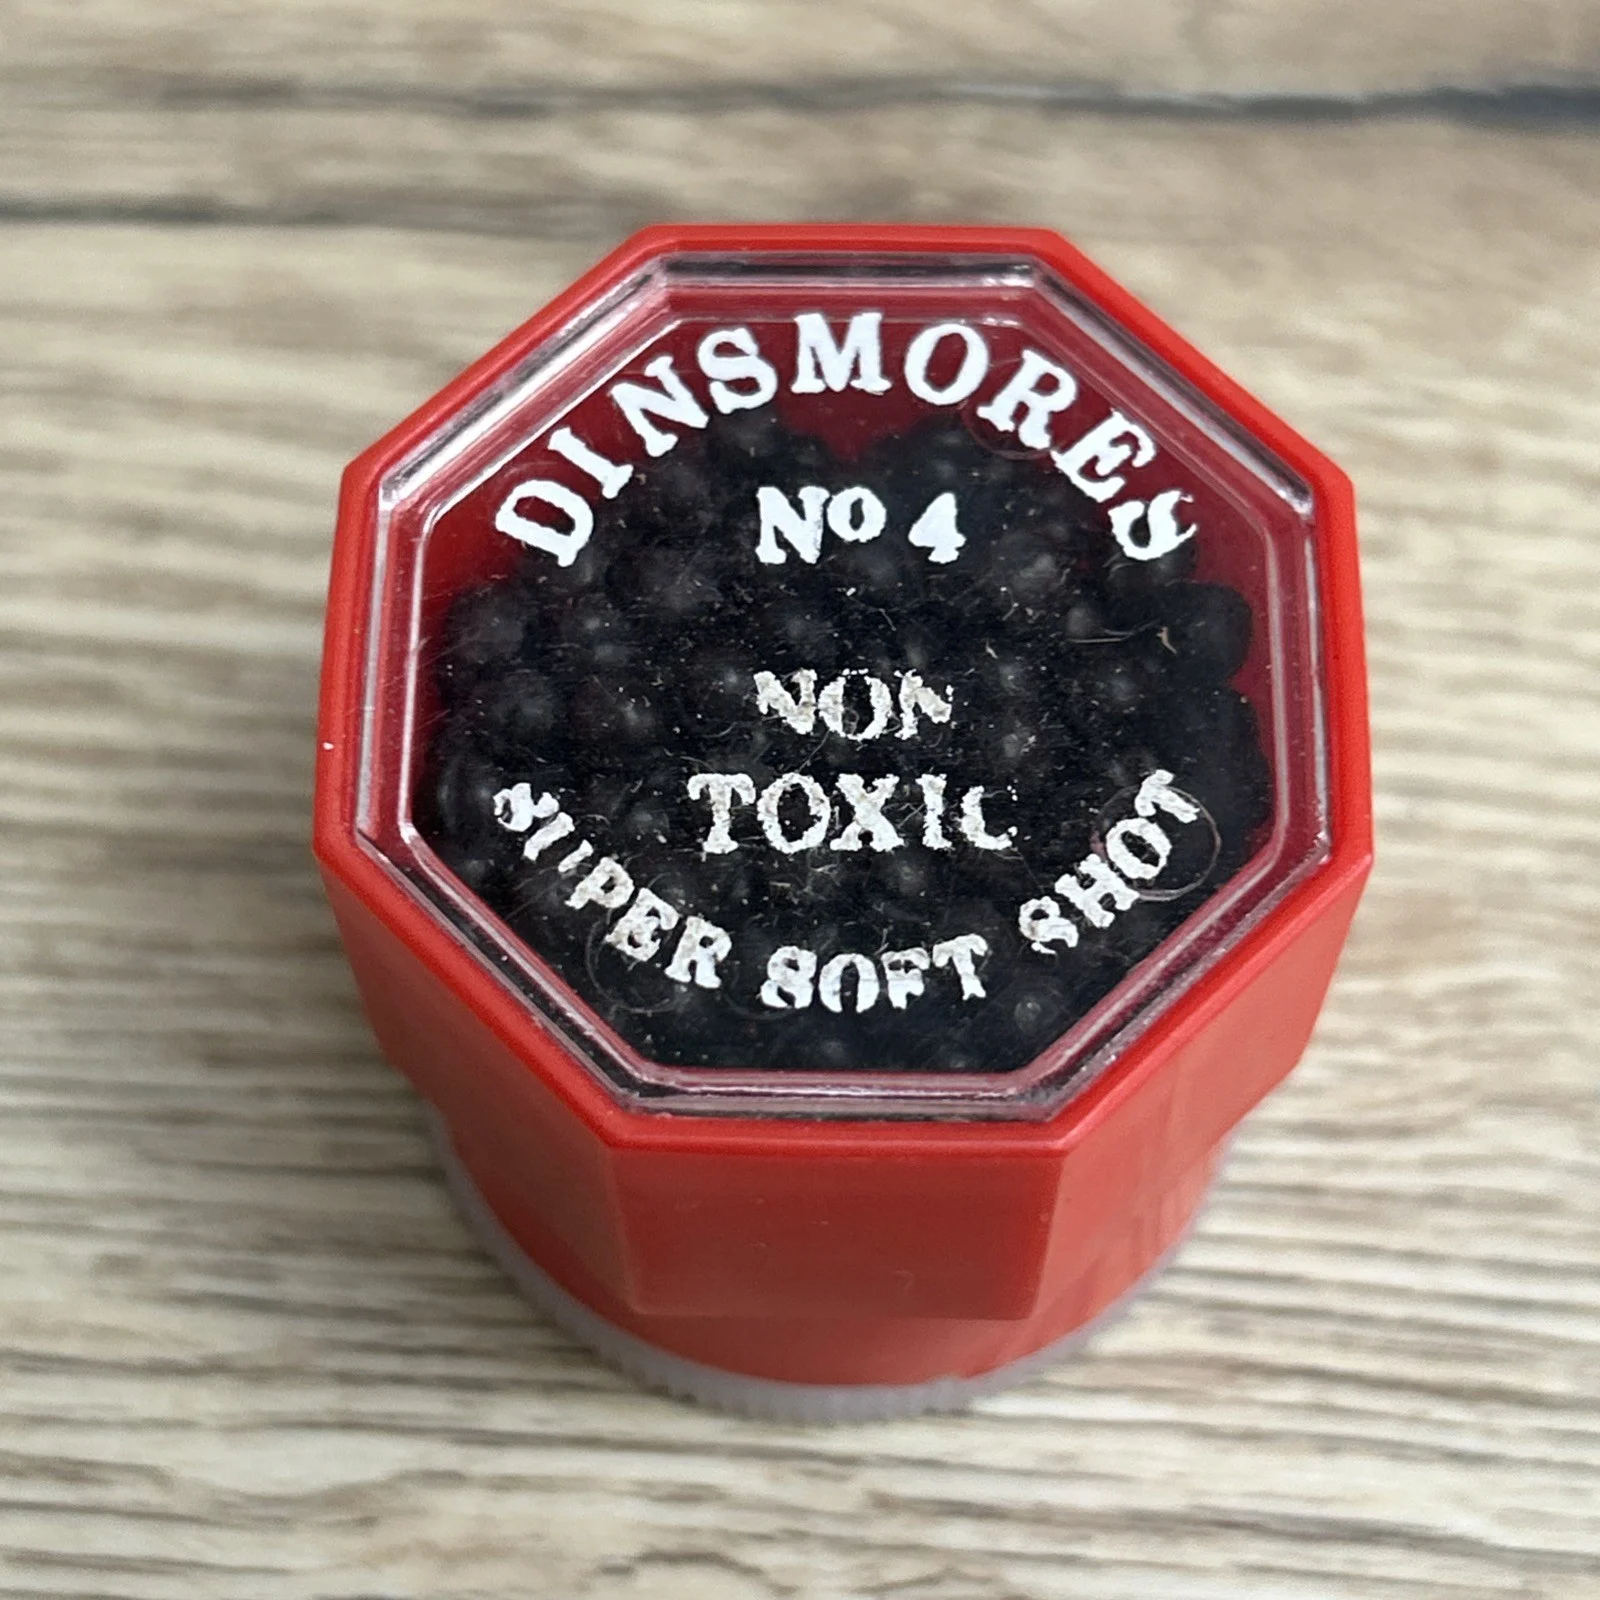 DINSMORES
Nº 4
NON
TOXIC
SUPER SOFT SHOT